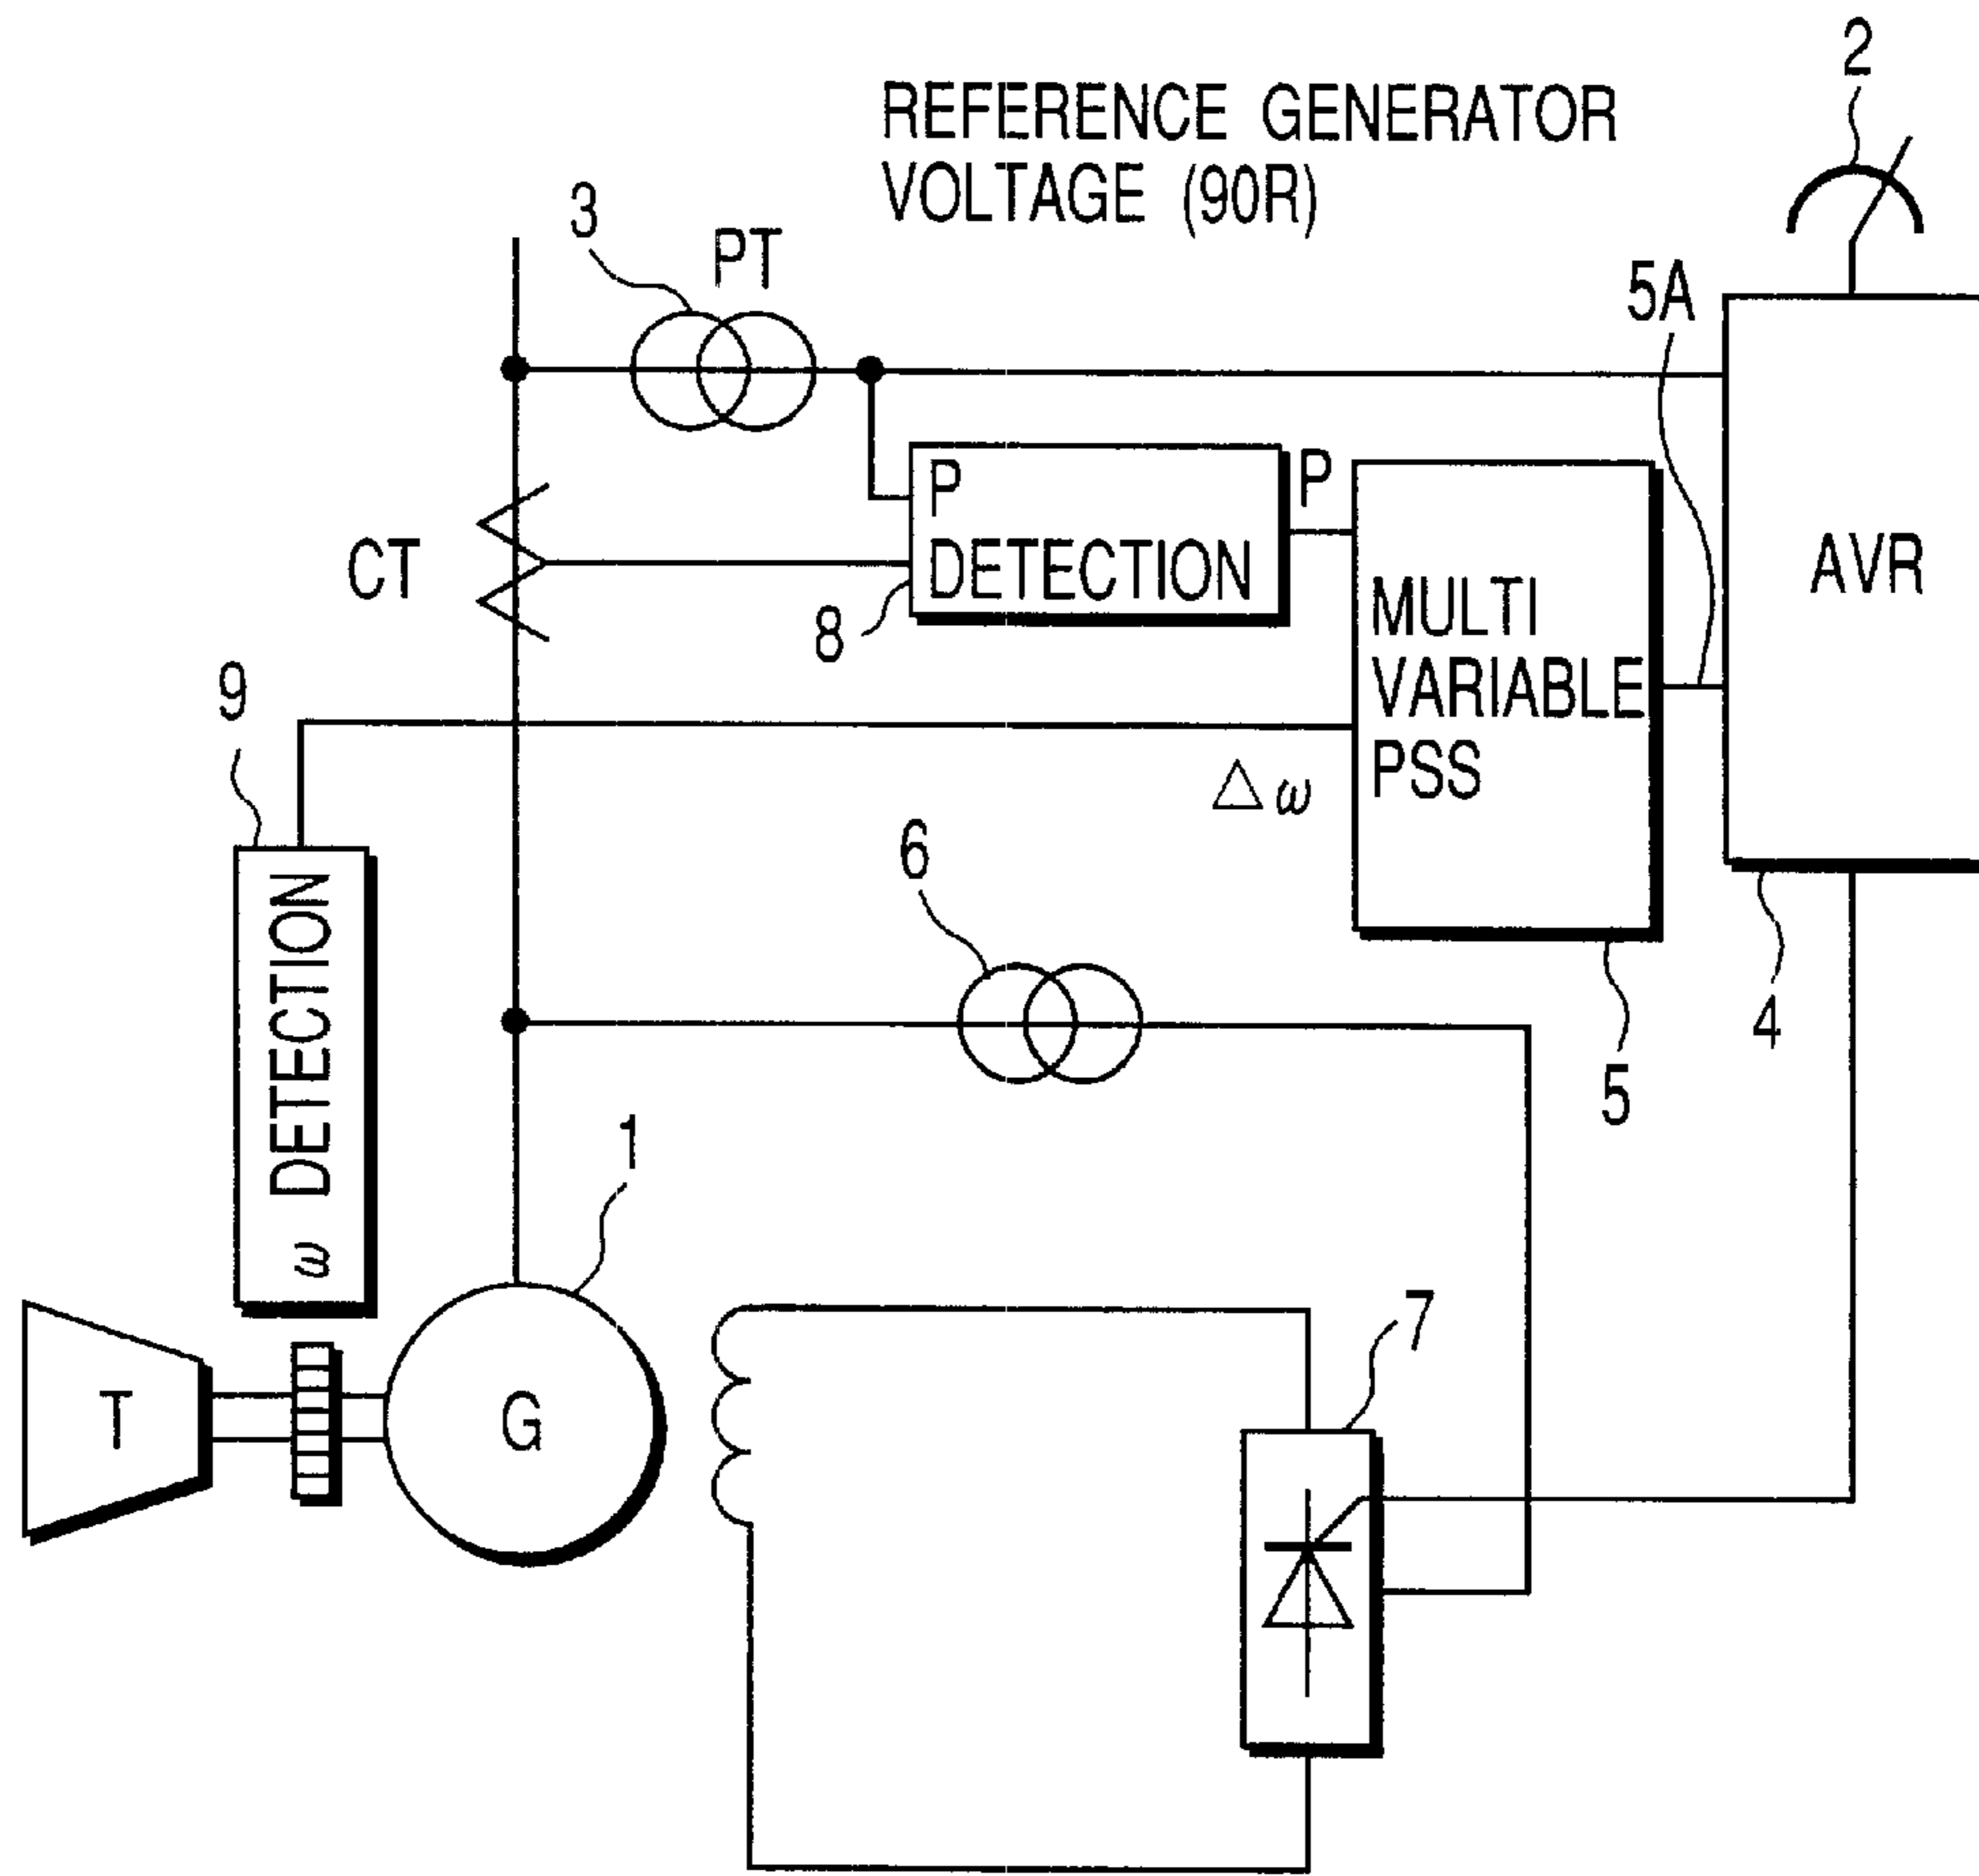 2
REFERENCE GENERATOR
VOLTAGE (90R)
3
PT
5A
P
DETECTION
P
CT
8
MULTI
VARIABLE
PSS
AVR
9
Δω
6
ω DETECTION
4
5
1
7
T
G